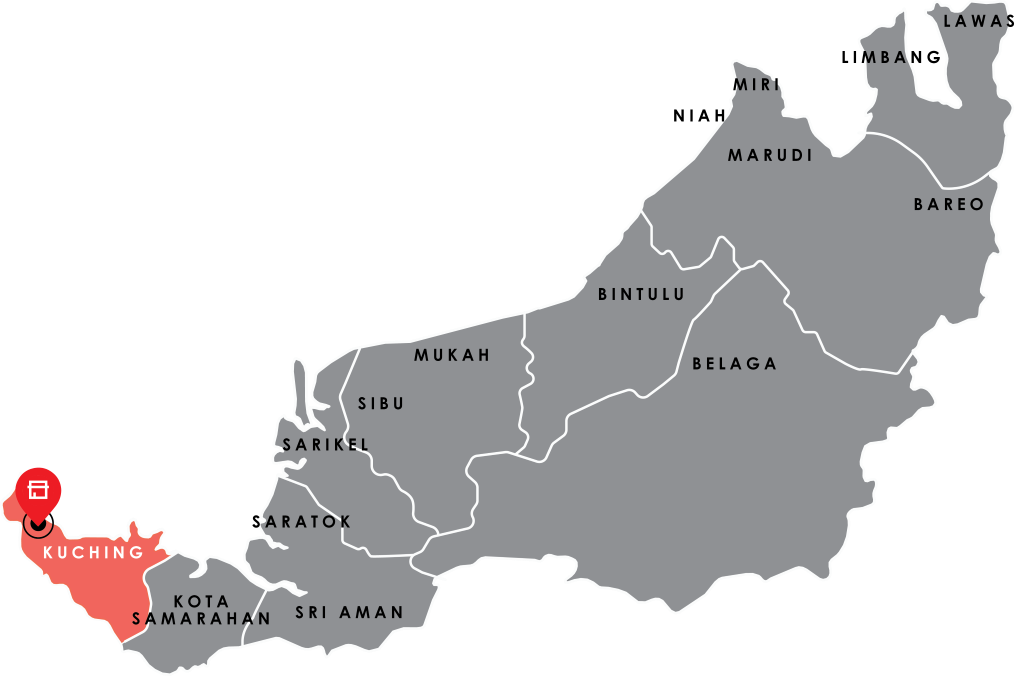 LAWAS
LIMBANG
MIRI
NIAH
MARUDI
BAREO
BINTULU
MUKAH
BELAGA
SIBU
SARIKEL
SARATOK
KUCHING
KOTA
SAMARAHAN
SRI AMAN